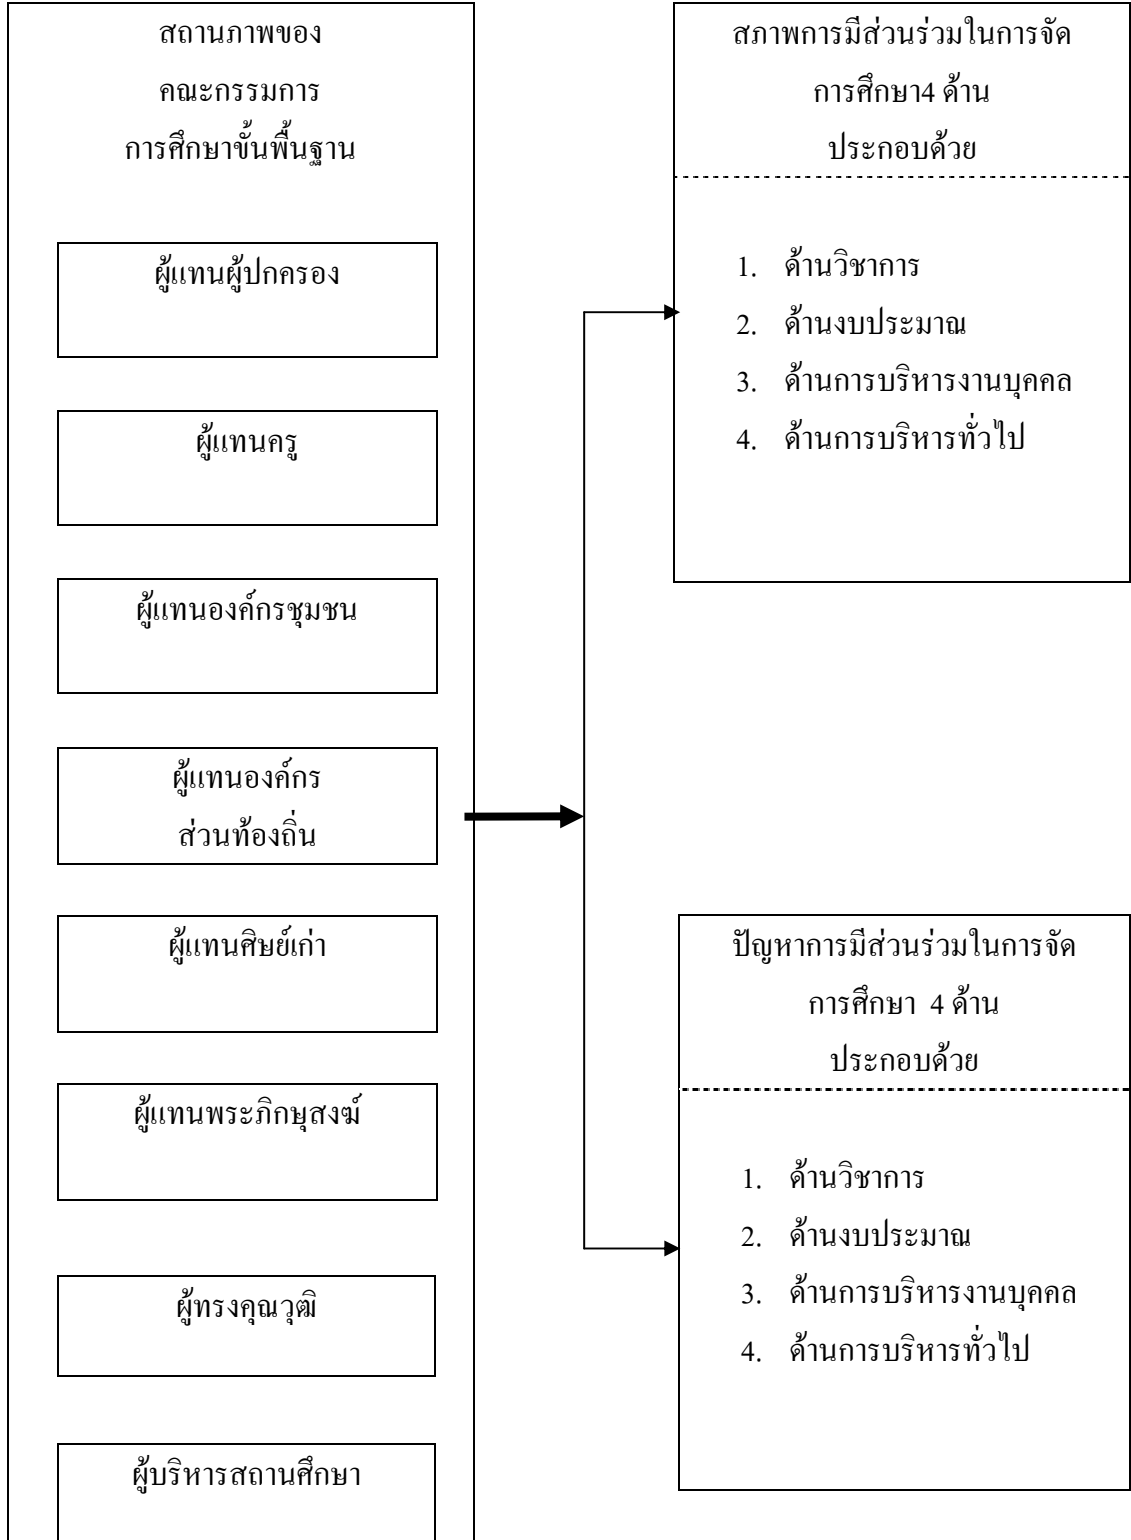 สถานภาพของ
คณะกรรมการ
การศึกษาขั้นพื้นฐาน
ผู้แทนผู้ปกครอง
ผู้แทนครู
ผู้แทนองค์กรชุมชน
ผู้แทนองค์กร
ส่วนท้องถิ่น
ผู้แทนศิษย์เก่า
ผู้แทนพระภิกษุสงฆ์
ผู้ทรงคุณวุฒิ
ผู้บริหารสถานศึกษา
สภาพการมีส่วนร่วมในการจัด
การศึกษา4 ด้าน
ประกอบด้วย
1. ด้านวิชาการ
2. ด้านงบประมาณ
3. ด้านการบริหารงานบุคคล
4. ด้านการบริหารทั่วไป
ปัญหาการมีส่วนร่วมในการจัด
การศึกษา 4 ด้าน
ประกอบด้วย
1. ด้านวิชาการ
2. ด้านงบประมาณ
3. ด้านการบริหารงานบุคคล
4. ด้านการบริหารทั่วไป